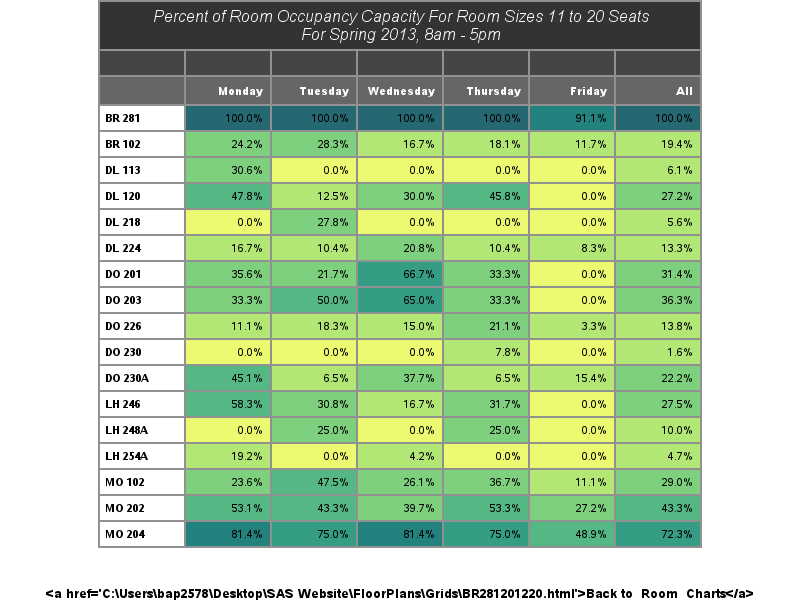 Percent of Room Occupancy Capacity For Room Sizes 11 to 20 Seats
For Spring 2013, 8am - 5pm
Monday Tuesday Wednesday Thursday Friday All
BR 281 100.0% 100.0% 100.0% 100.0% 91.1% 100.0%
BR 102 24.2% 28.3% 16.7% 18.1% 11.7% 19.4%
DL 113 30.6% 0.0% 0.0% 0.0% 0.0% 6.1%
DL 120 47.8% 12.5% 30.0% 45.8% 0.0% 27.2%
DL 218 0.0% 27.8% 0.0% 0.0% 0.0% 5.6%
DL 224 16.7% 10.4% 20.8% 10.4% 8.3% 13.3%
DO 201 35.6% 21.7% 66.7% 33.3% 0.0% 31.4%
DO 203 33.3% 50.0% 65.0% 33.3% 0.0% 36.3%
DO 226 11.1% 18.3% 15.0% 21.1% 3.3% 13.8%
DO 230 0.0% 0.0% 0.0% 7.8% 0.0% 1.6%
DO 230A 45.1% 6.5% 37.7% 6.5% 15.4% 22.2%
LH 246 58.3% 30.8% 16.7% 31.7% 0.0% 27.5%
LH 248A 0.0% 25.0% 0.0% 25.0% 0.0% 10.0%
LH 254A 19.2% 0.0% 4.2% 0.0% 0.0% 4.7%
MO 102 23.6% 47.5% 26.1% 36.7% 11.1% 29.0%
MO 202 53.1% 43.3% 39.7% 53.3% 27.2% 43.3%
MO 204 81.4% 75.0% 81.4% 75.0% 48.9% 72.3%
<a href='C:\Users\bap2578\Desktop\SAS Website\FloorPlans\Grids\BR281201220.html'>Back to Room Charts</a>